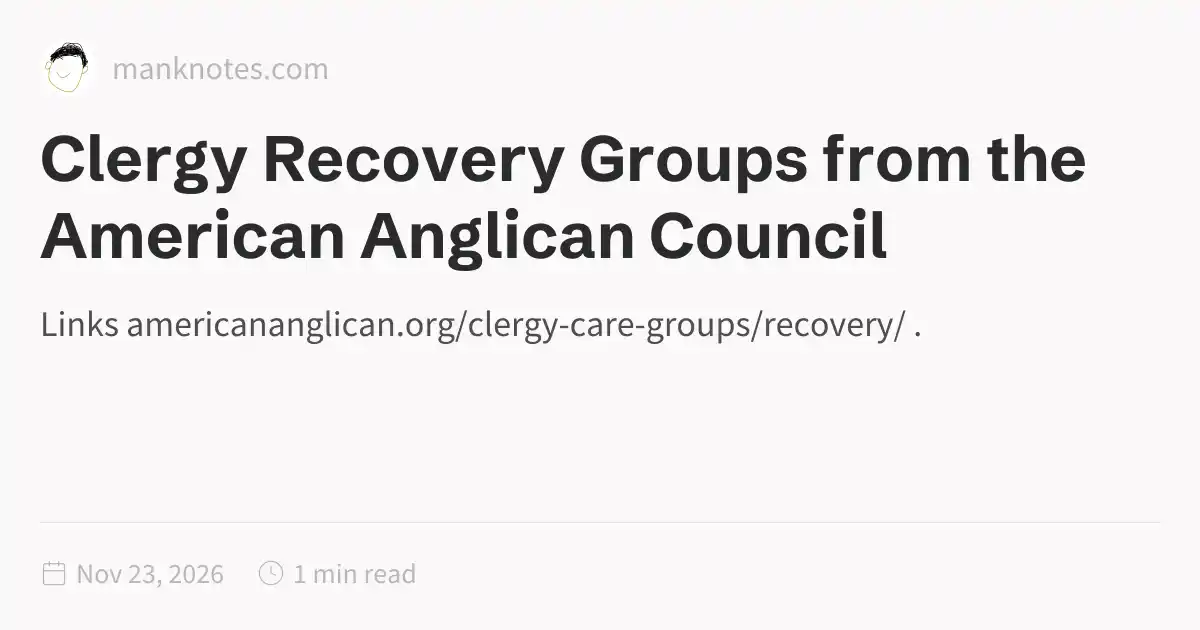 manknotes.com
Clergy Recovery Groups from the
American Anglican Council
Links americananglican.org/clergy-care-groups/recovery/ .
Nov 23, 2026 1 min read